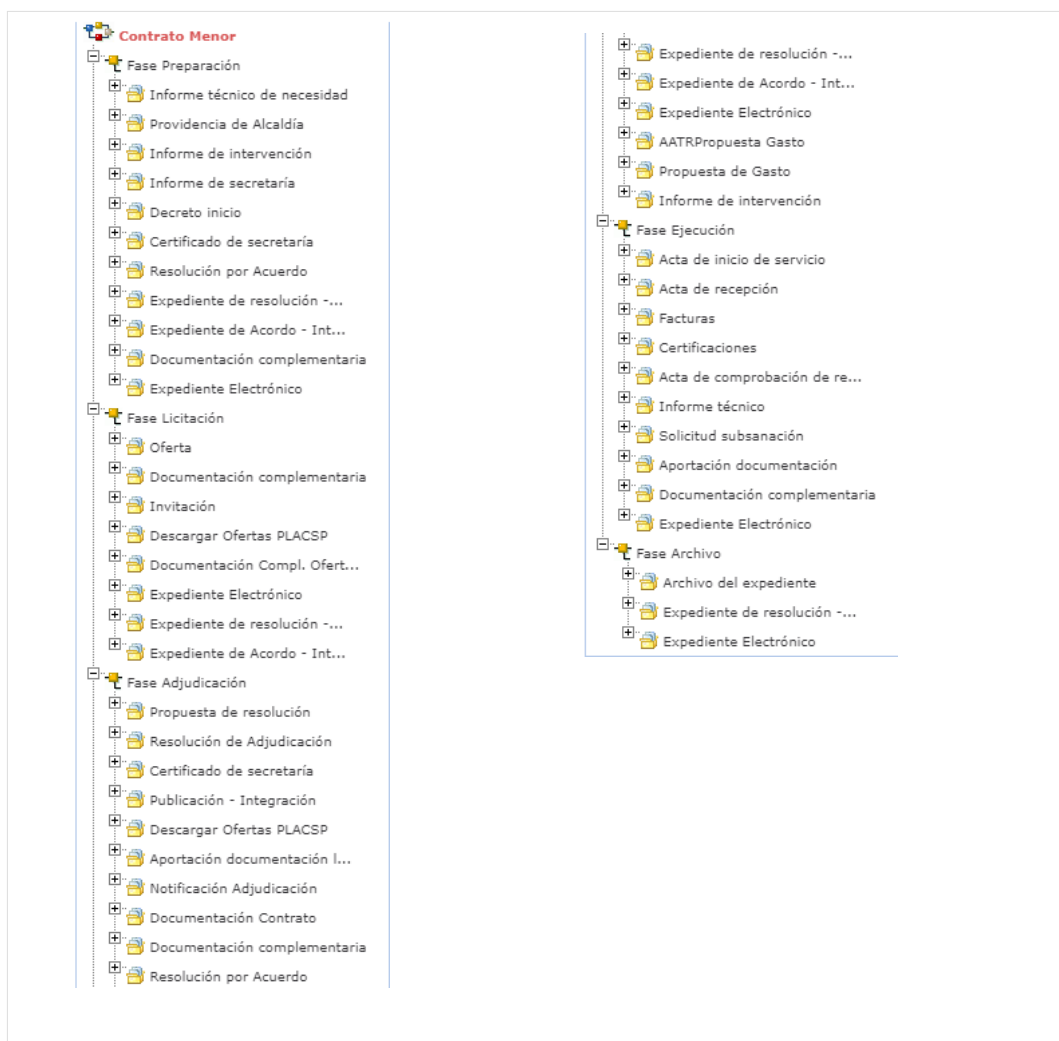 Contrato Menor
Fase Preparación
Informe técnico de necesidad
Providencia de Alcaldía
Informe de intervención
Informe de secretaría
Decreto inicio
Certificado de secretaría
Resolución por Acuerdo
Expediente de resolución -...
Expediente de Acordo - Int...
Documentación complementaria
Expediente Electrónico
Fase Licitación
Oferta
Documentación complementaria
Invitación
Descargar Ofertas PLACSP
Documentación Compl. Ofert...
Expediente Electrónico
Expediente de resolución -...
Expediente de Acordo - Int...
Fase Adjudicación
Propuesta de resolución
Resolución de Adjudicación
Certificado de secretaría
Publicación - Integración
Descargar Ofertas PLACSP
Aportación documentación l...
Notificación Adjudicación
Documentación Contrato
Documentación complementaria
Resolución por Acuerdo
Expediente de resolución -...
Expediente de Acordo - Int...
Expediente Electrónico
AATRPropuesta Gasto
Propuesta de Gasto
Informe de intervención
Fase Ejecución
Acta de inicio de servicio
Acta de recepción
Facturas
Certificaciones
Acta de comprobación de re...
Informe técnico
Solicitud subsanación
Aportación documentación
Documentación complementaria
Expediente Electrónico
Fase Archivo
Archivo del expediente
Expediente de resolución -...
Expediente Electrónico